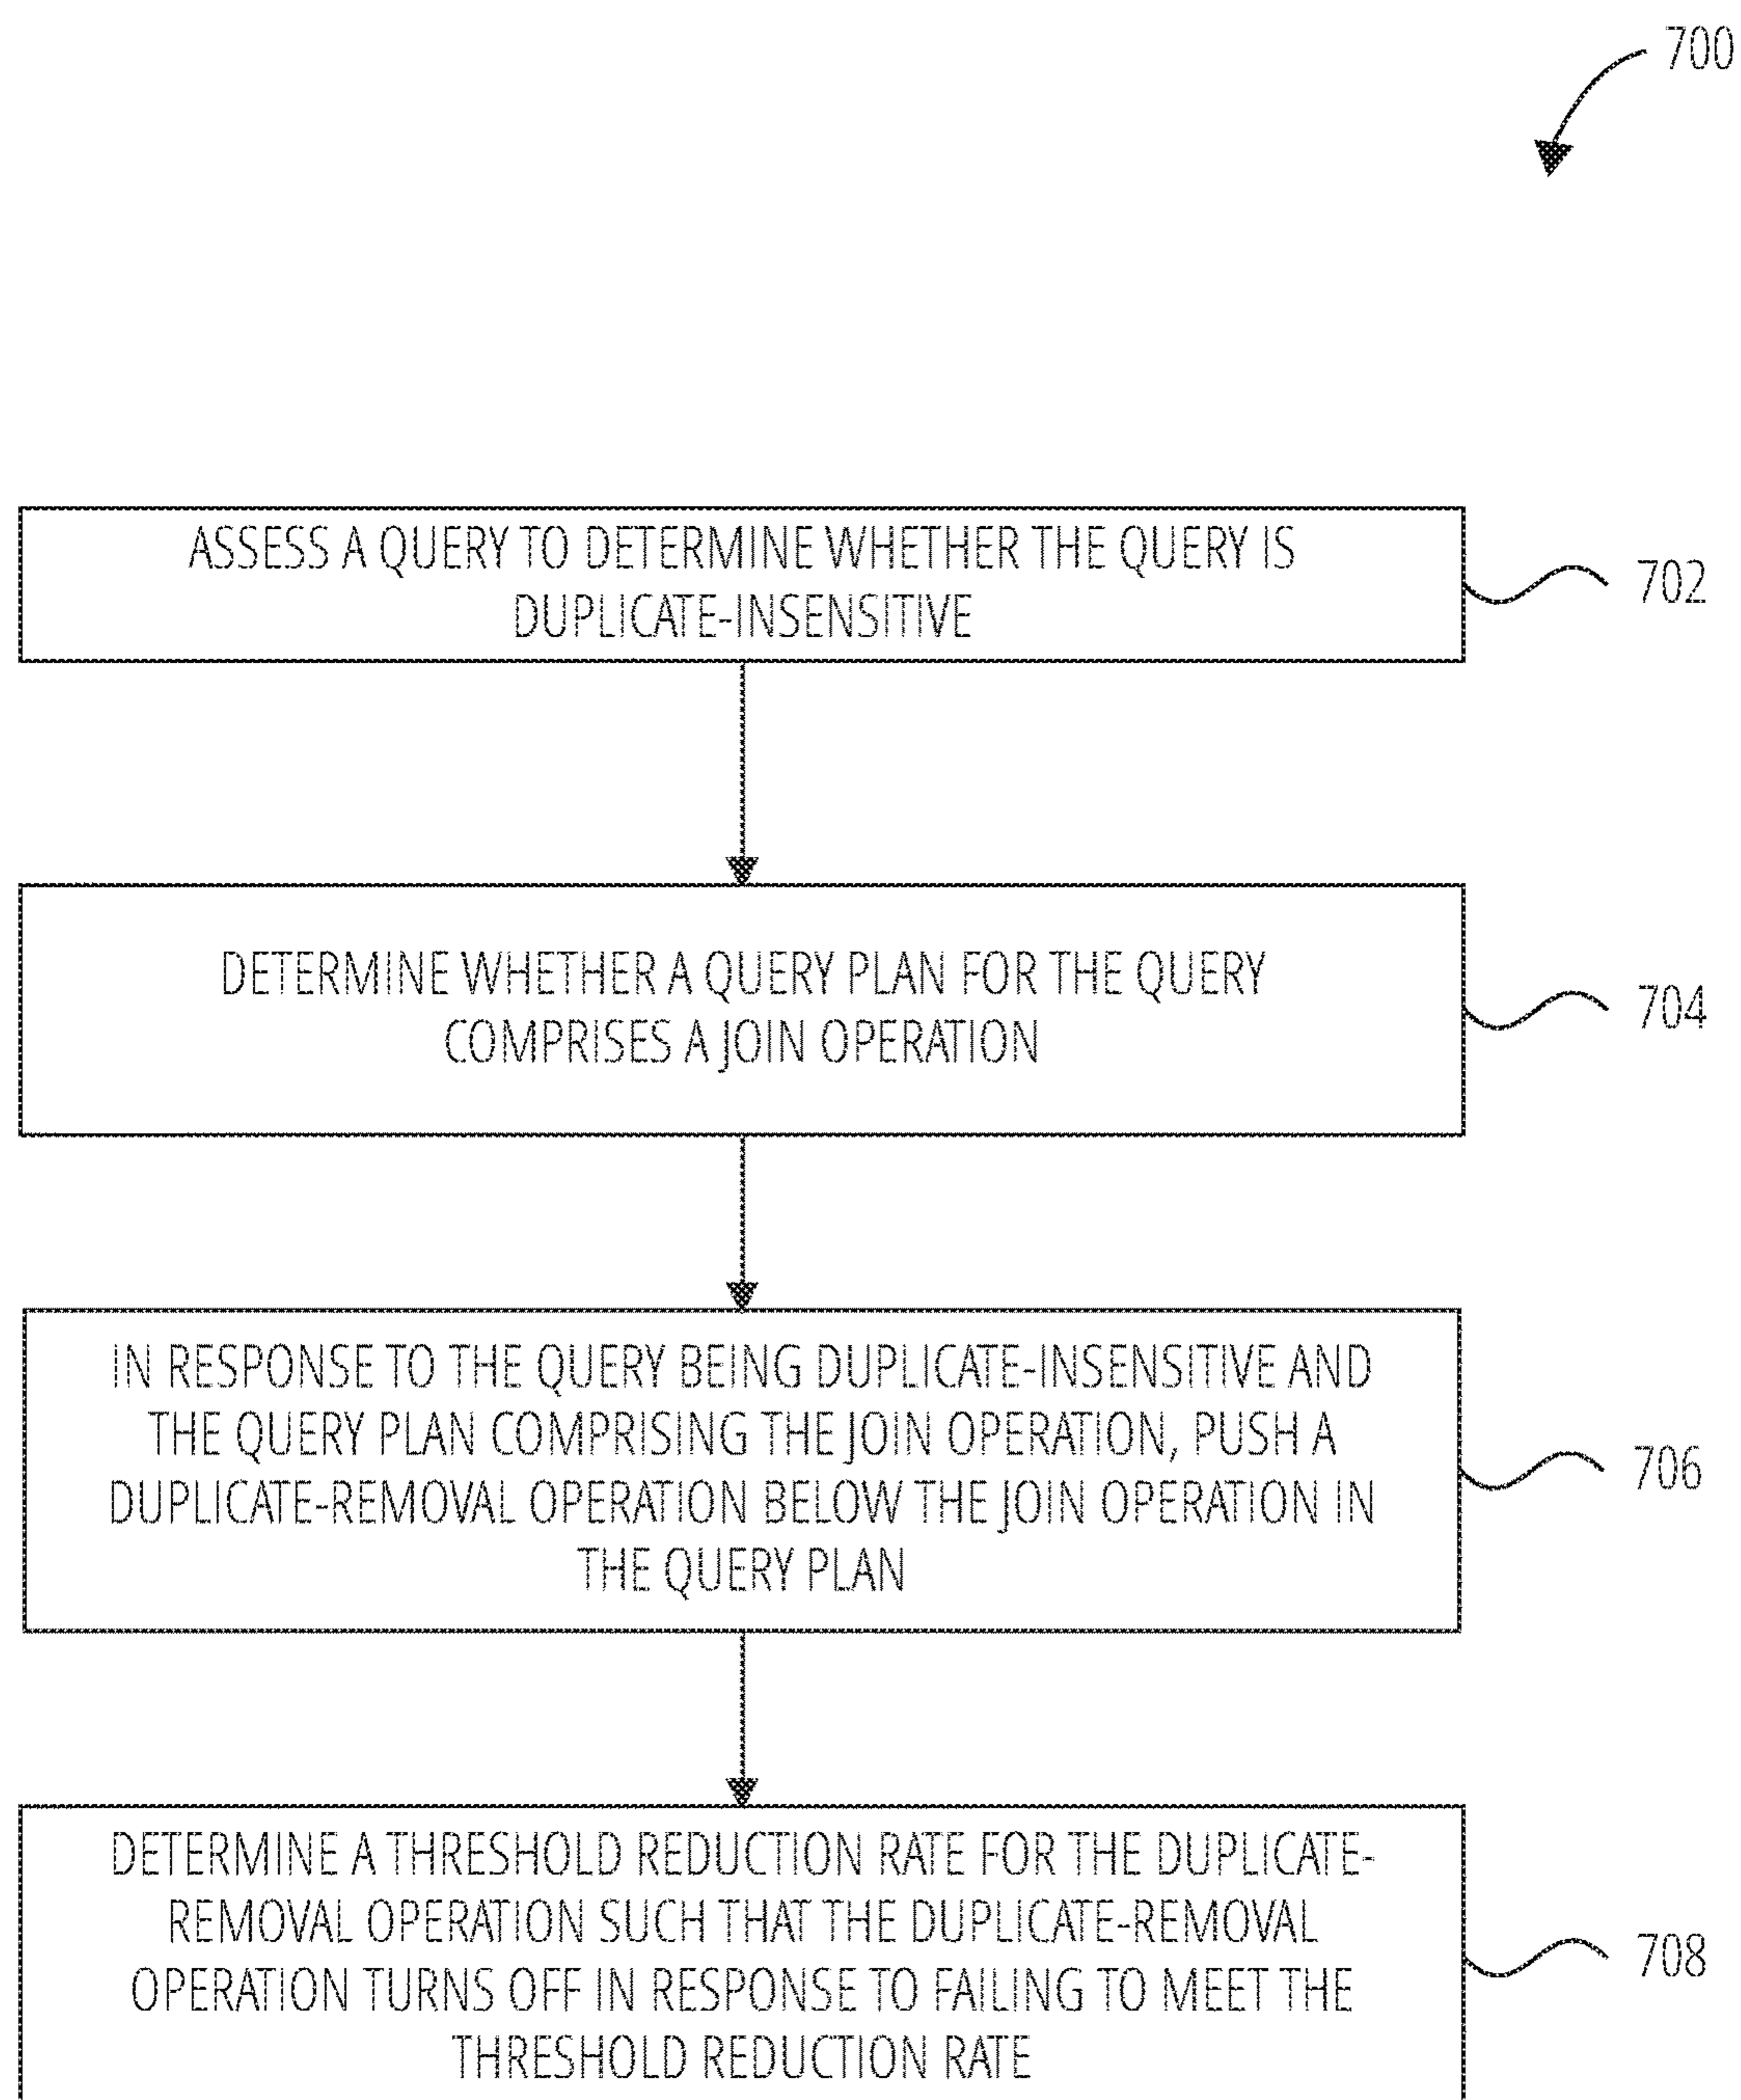 700
ASSESS A QUERY TO DETERMINE WHETHER THE QUERY IS
DUPLICATE-INSENSITIVE
702
DETERMINE WHETHER A QUERY PLAN FOR THE QUERY
COMPRISES A JOIN OPERATION
704
IN RESPONSE TO THE QUERY BEING DUPLICATE-INSENSITIVE AND
THE QUERY PLAN COMPRISING THE JOIN OPERATION, PUSH A
DUPLICATE-REMOVAL OPERATION BELOW THE JOIN OPERATION IN
THE QUERY PLAN
706
DETERMINE A THRESHOLD REDUCTION RATE FOR THE DUPLICATE-
REMOVAL OPERATION SUCH THAT THE DUPLICATE-REMOVAL
OPERATION TURNS OFF IN RESPONSE TO FAILING TO MEET THE
THRESHOLD REDUCTION RATE
708